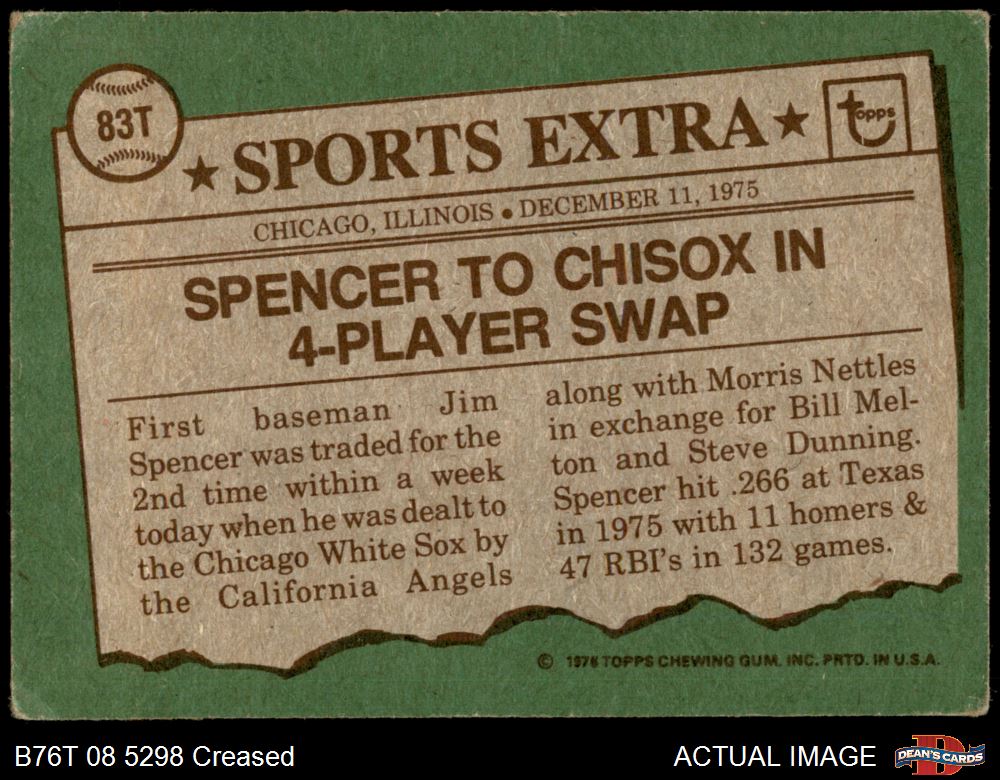 83T
★ SPORTS EXTRA ★
topps
CHICAGO, ILLINOIS • DECEMBER 11, 1975
SPENCER TO CHISOX IN
4-PLAYER SWAP
First baseman Jim
Spencer was traded for the
2nd time within a week
today when he was dealt to
the Chicago White Sox by
the California Angels
along with Morris Nettles
in exchange for Bill Mel-
ton and Steve Dunning.
Spencer hit .266 at Texas
in 1975 with 11 homers &
47 RBI's in 132 games.
© 1976 TOPPS CHEWING GUM, INC. PRTD. IN U.S.A.
B76T 08 5298 Creased
ACTUAL IMAGE
DEAN'S CARDS